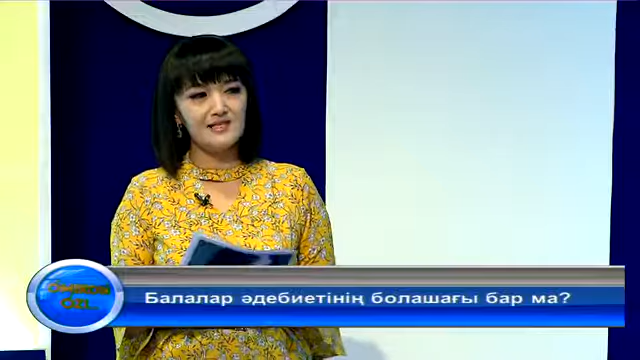 Балалар әдебиетінің болашағы бар ма?